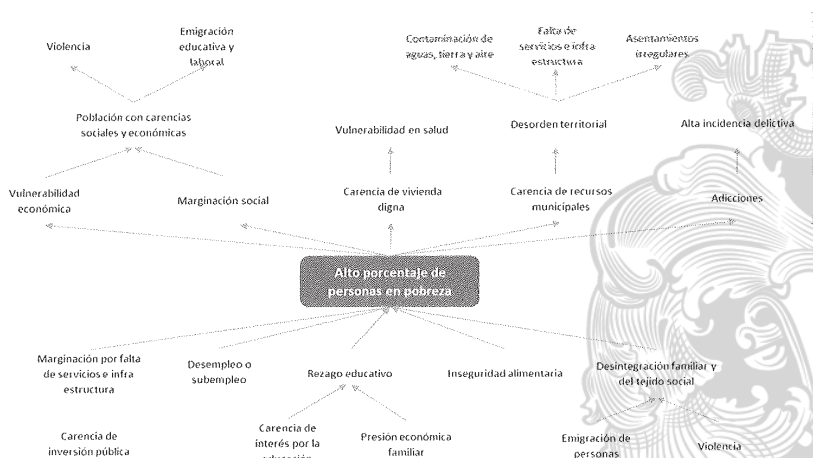 Violencia
Emigración
educativa y
laboral
Contaminación de
aguas, tierra y aire
Falta de
servicios e infra
estructura
Asentamientos
irregulares
Población con carencias
sociales y económicas
Vulnerabilidad en salud
Desorden territorial
Alta incidencia delictiva
Vulnerabilidad
económica
Marginación social
Carencia de vivienda
digna
Carencia de recursos
municipales
Adicciones
Alto porcentaje de
personas en pobreza
Marginación por falta
de servicios e infra
estructura
Desempleo o
subempleo
Rezago educativo
Inseguridad alimentaria
Desintegración familiar y
del tejido social
Carencia de
inversión pública
Carencia de
interés por la
educación
Presión económica
familiar
Emigración de
personas
Violencia